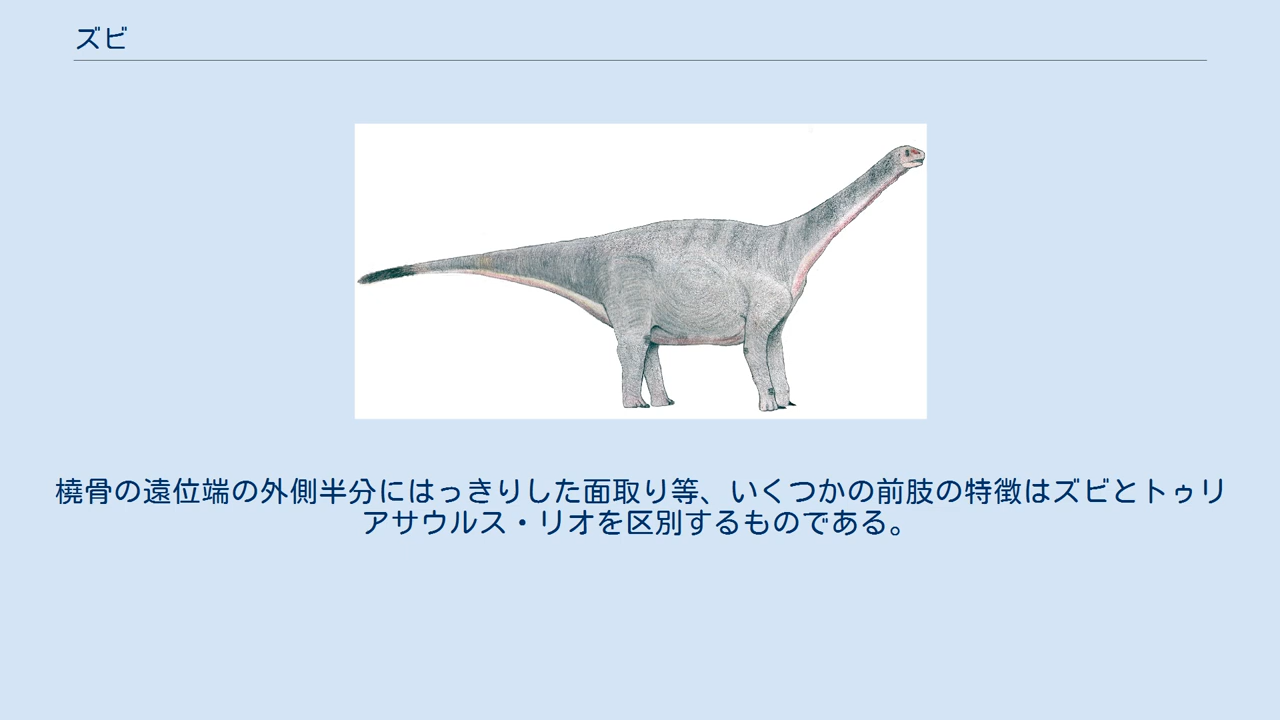 ズビ
橈骨の遠位端の外側半分にはっきりした面取り等、いくつかの前肢の特徴はズビとトゥリ
アサウルス・リオを区別するものである。